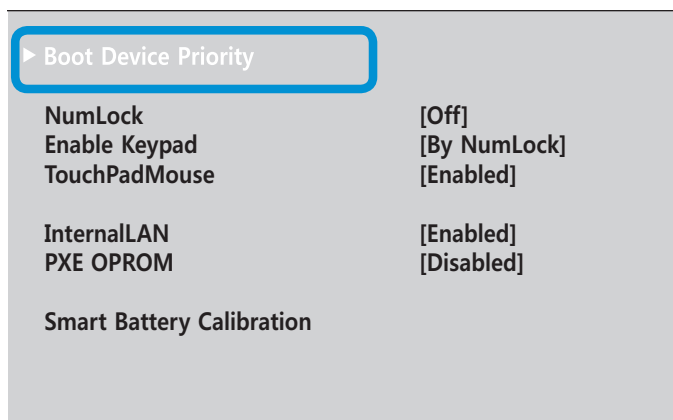 ▶ Boot Device Priority
NumLock [Off]
Enable Keypad [By NumLock]
TouchPadMouse [Enabled]
InternalLAN [Enabled]
PXE OPROM [Disabled]
Smart Battery Calibration